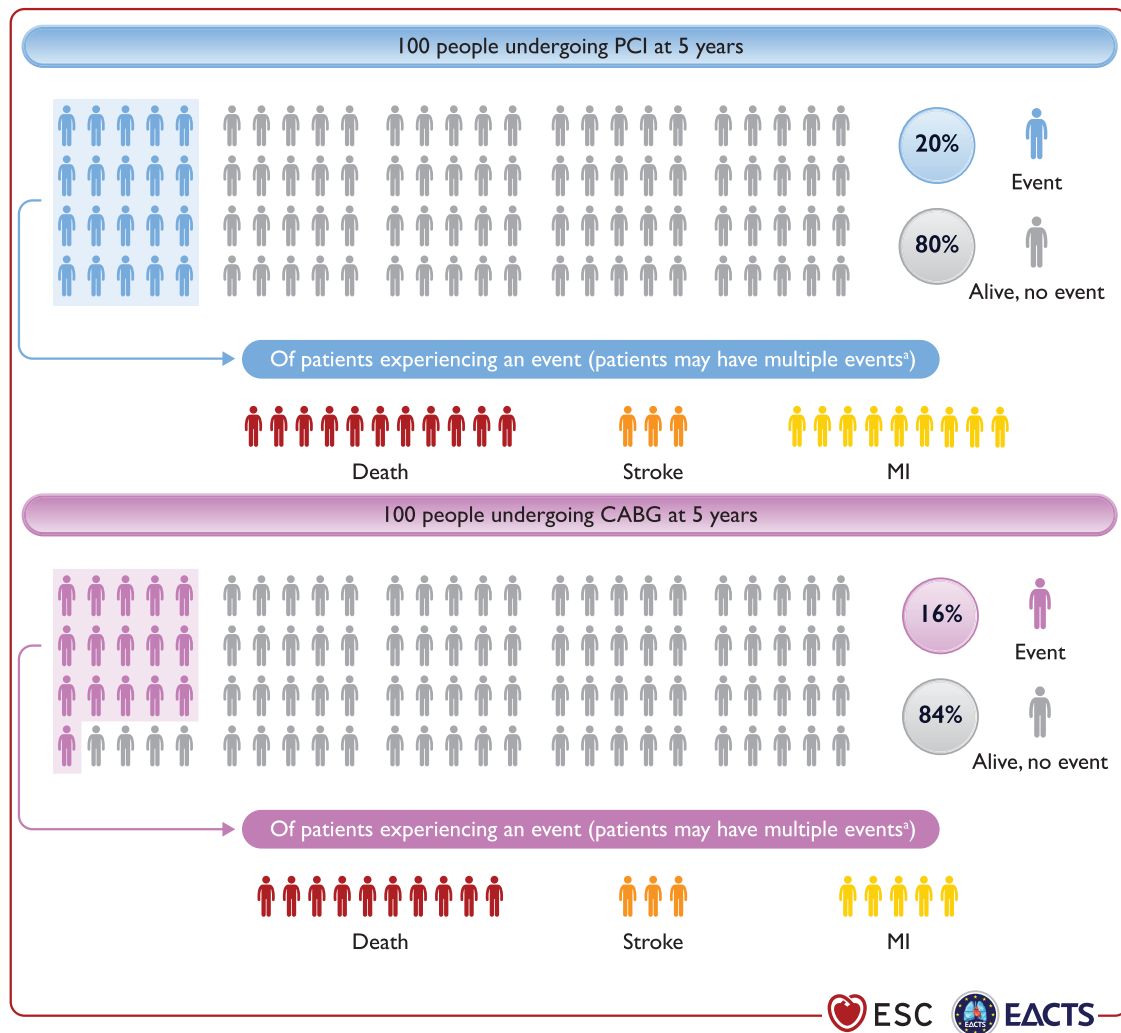 100 people undergoing PCI at 5 years
20%
Event
80%
Alive, no event
Of patients experiencing an event (patients may have multiple eventsᵃ)
Death
Stroke
MI
100 people undergoing CABG at 5 years
16%
Event
84%
Alive, no event
Of patients experiencing an event (patients may have multiple eventsᵃ)
Death
Stroke
MI
ESC
EΔCTS
EΔCTS